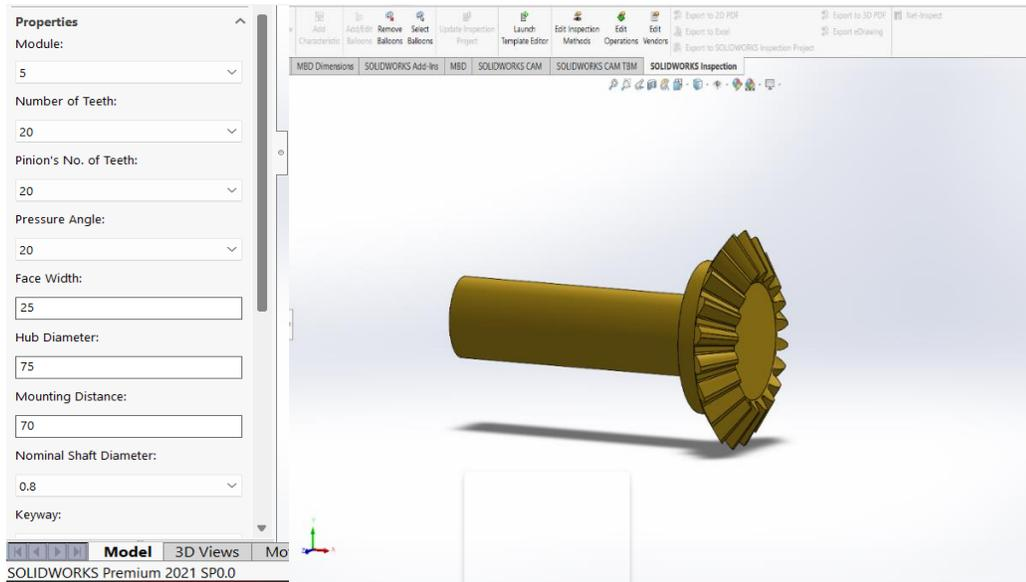 Properties
Module:
5
Number of Teeth:
20
Pinion's No. of Teeth:
20
Pressure Angle:
20
Face Width:
25
Hub Diameter:
75
Mounting Distance:
70
Nominal Shaft Diameter:
0.8
Keyway:
Model 3D Views Mo
SOLIDWORKS Premium 2021 SP0.0
Add Add/Edit Remove Select Update Inspection Launch Edit Inspection Edit Edit
Characteristic Balloons Balloons Balloons Project Template Editor Methods Operations Vendors
Export to 2D PDF Export to 3D PDF Net-Inspect
Export to Excel Export eDrawing
Export to SOLIDWORKS Inspection Project
MBD Dimensions SOLIDWORKS Add-Ins MBD SOLIDWORKS CAM SOLIDWORKS CAM TBM SOLIDWORKS Inspection